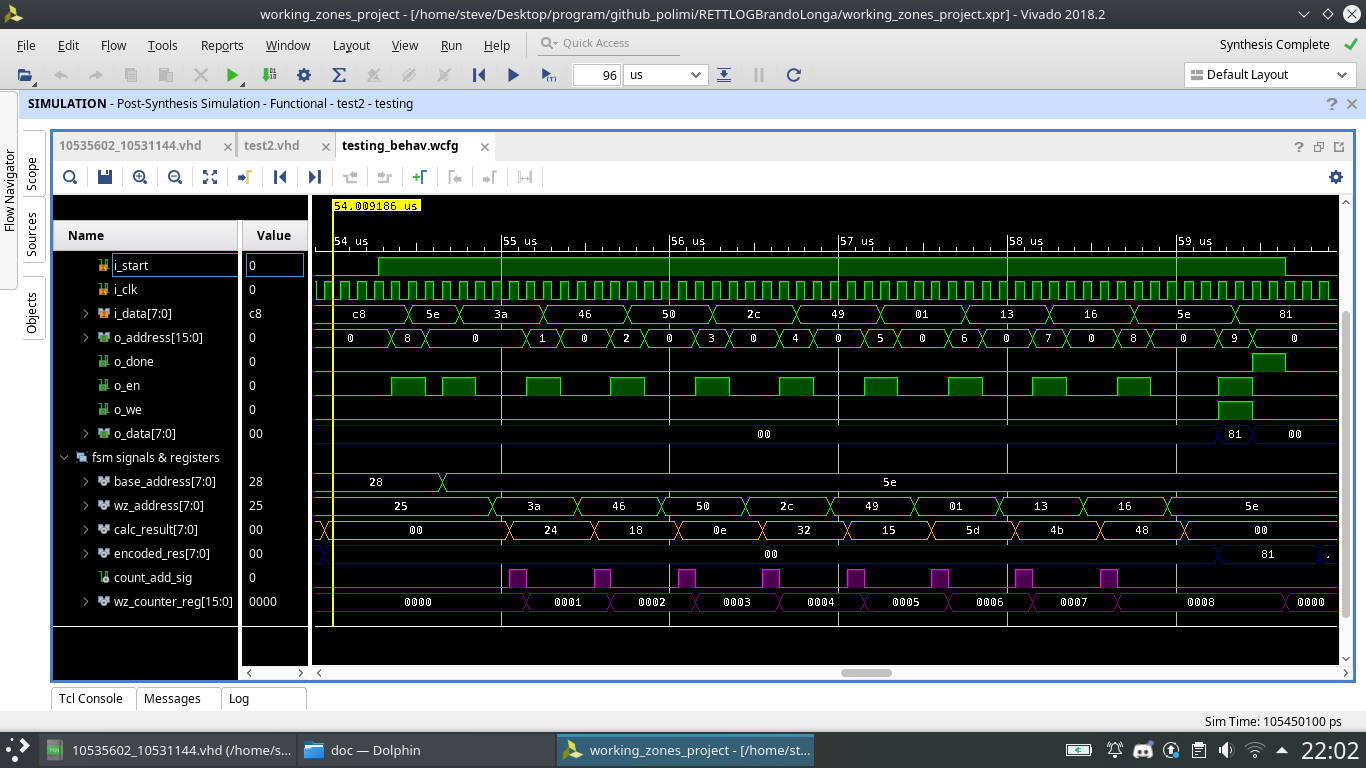 working_zones_project - [/home/steve/Desktop/program/github_polimi/RETTLOGBrandoLonga/working_zones_project.xpr] - Vivado 2018.2
File Edit Flow Tools Reports Window Layout View Run Help Quick Access Synthesis Complete
96 us Default Layout
SIMULATION - Post-Synthesis Simulation - Functional - test2 - testing
Flow Navigator
Scope
Sources
Objects
10535602_10531144.vhd test2.vhd testing_behav.wcfg
54.009186 us
Name Value 54 us 55 us 56 us 57 us 58 us 59 us
i_start 0
i_clk 0
i_data[7:0] c8 c8 5e 3a 46 50 2c 49 01 13 16 5e 81
o_address[15:0] 0 0 8 0 1 0 2 0 3 0 4 0 5 0 6 0 7 0 8 0 9 0
o_done 0
o_en 0
o_we 0
o_data[7:0] 00 00 81 00
fsm signals & registers
base_address[7:0] 28 28 5e
wz_address[7:0] 25 25 3a 46 50 2c 49 01 13 16 5e
calc_result[7:0] 00 00 24 18 0e 32 15 5d 4b 48 00
encoded_res[7:0] 00 00 81 .
count_add_sig 0
wz_counter_reg[15:0] 0000 0000 0001 0002 0003 0004 0005 0006 0007 0008 0000
Tcl Console Messages Log
Sim Time: 105450100 ps
10535602_10531144.vhd (/home/s... doc — Dolphin working_zones_project - [/home/st... 22:02